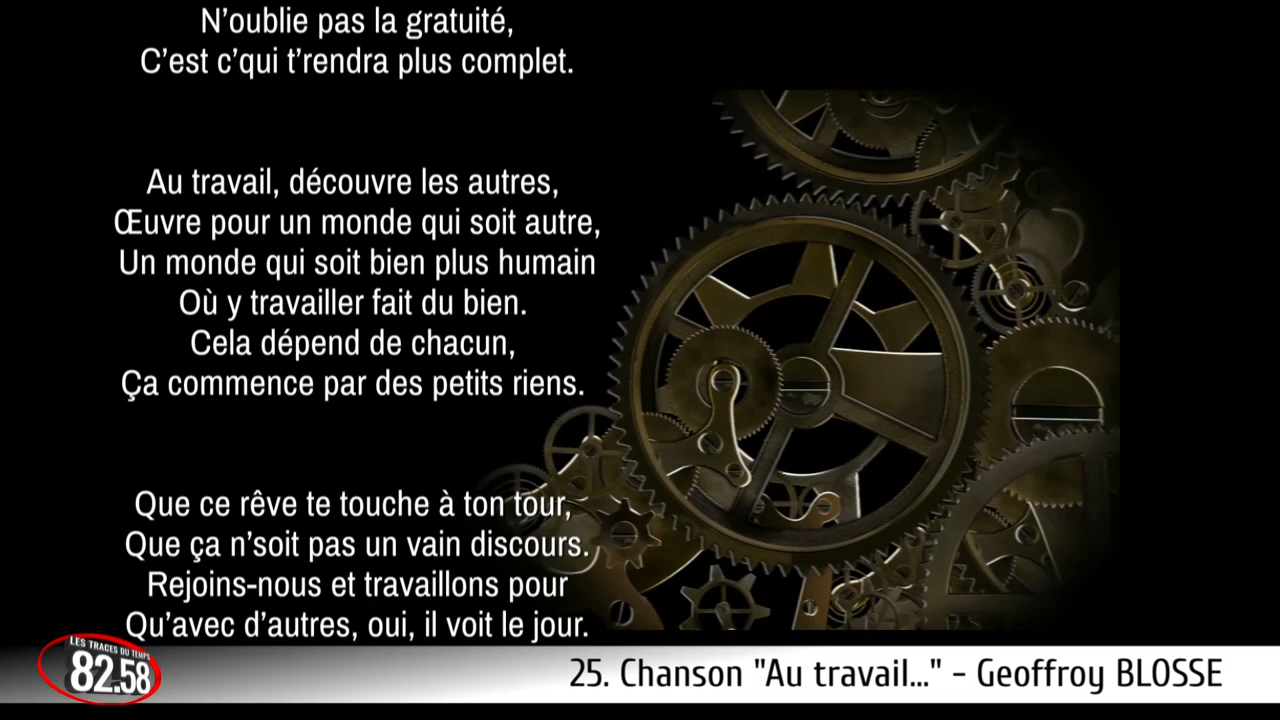 N’oublie pas la gratuité,
C’est c’qui t’rendra plus complet.
Au travail, découvre les autres,
Œuvre pour un monde qui soit autre,
Un monde qui soit bien plus humain
Où y travailler fait du bien.
Cela dépend de chacun,
Ça commence par des petits riens.
Que ce rêve te touche à ton tour,
Que ça n’soit pas un vain discours.
Rejoins-nous et travaillons pour
Qu’avec d’autres, oui, il voit le jour.
LES TRACES DU TEMPS
82.58
25. Chanson "Au travail..." - Geoffroy BLOSSE